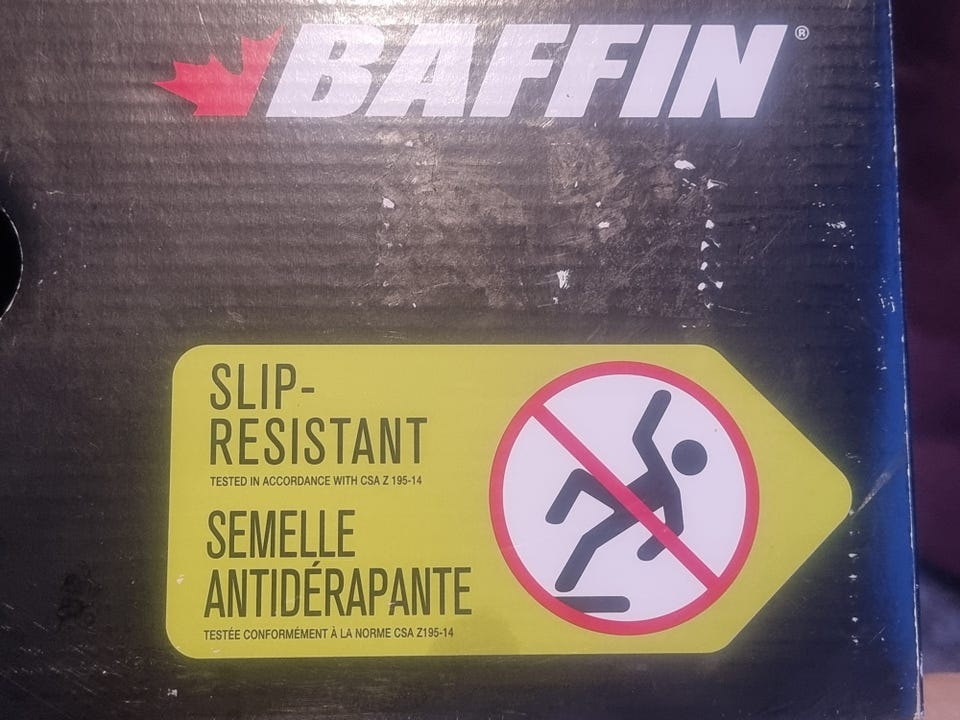 BAFFIN®
SLIP-
RESISTANT
TESTED IN ACCORDANCE WITH CSA Z 195-14
SEMELLE
ANTIDÉRAPANTE
TESTÉE CONFORMÉMENT À LA NORME CSA Z195-14